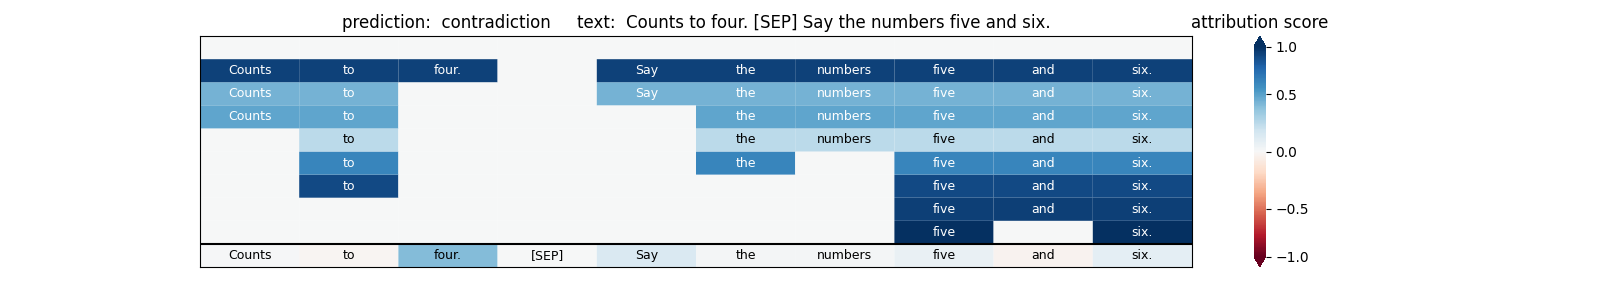 prediction:  contradiction     text:  Counts to four. [SEP] Say the numbers five and six.     attribution score
Counts to four. Say the numbers five and six.
Counts to Say the numbers five and six.
Counts to the numbers five and six.
to the numbers five and six.
to the five and six.
to five and six.
five and six.
five six.
Counts to four. [SEP] Say the numbers five and six.
1.0
0.5
0.0
−0.5
−1.0